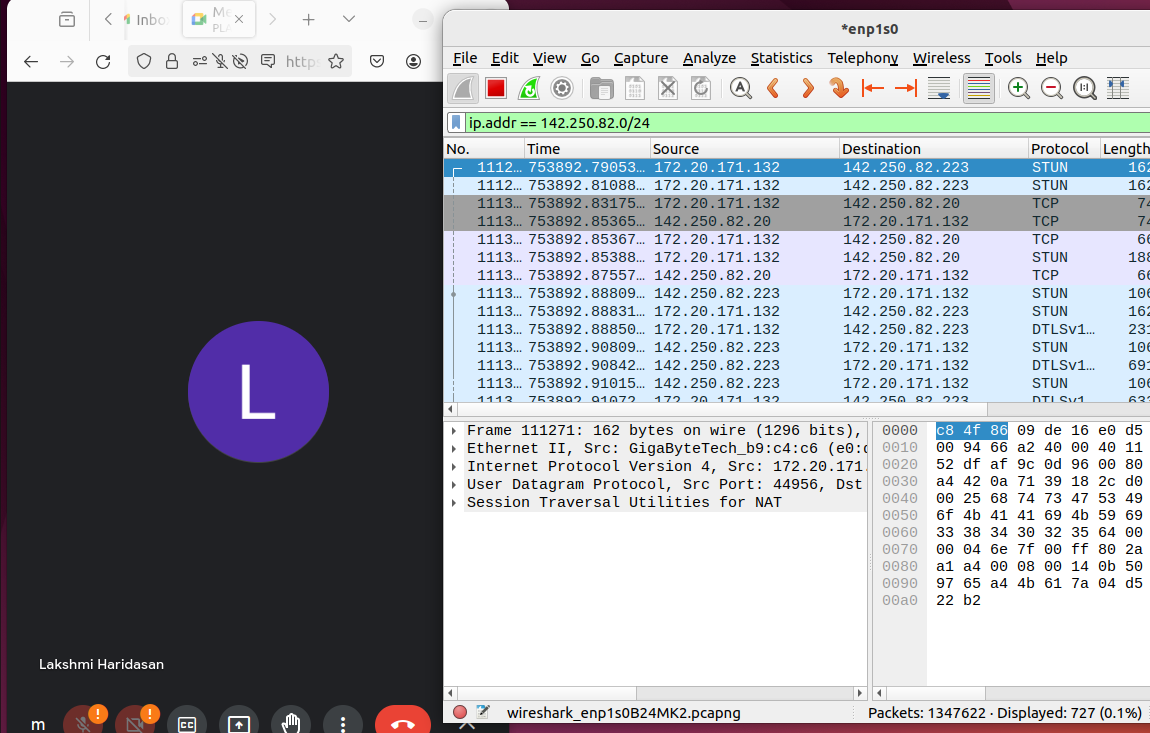 Inbo
Me
PLA
https
L
Lakshmi Haridasan
m
! ! CC
*enp1s0
File Edit View Go Capture Analyze Statistics Telephony Wireless Tools Help
ip.addr == 142.250.82.0/24
No. Time Source Destination Protocol Length
1112… 753892.79053… 172.20.171.132 142.250.82.223 STUN 162
1112… 753892.81088… 172.20.171.132 142.250.82.223 STUN 162
1113… 753892.83175… 172.20.171.132 142.250.82.20 TCP 74
1113… 753892.85365… 142.250.82.20 172.20.171.132 TCP 74
1113… 753892.85367… 172.20.171.132 142.250.82.20 TCP 66
1113… 753892.85388… 172.20.171.132 142.250.82.20 STUN 188
1113… 753892.87557… 142.250.82.20 172.20.171.132 TCP 66
1113… 753892.88809… 142.250.82.223 172.20.171.132 STUN 106
1113… 753892.88831… 172.20.171.132 142.250.82.223 STUN 162
1113… 753892.88850… 172.20.171.132 142.250.82.223 DTLSv1… 231
1113… 753892.90809… 142.250.82.223 172.20.171.132 STUN 106
1113… 753892.90842… 142.250.82.223 172.20.171.132 DTLSv1… 691
1113… 753892.91015… 142.250.82.223 172.20.171.132 STUN 106
1113… 753892.91072… 172.20.171.132 142.250.82.223 DTLSv1… 633
Frame 111271: 162 bytes on wire (1296 bits),
Ethernet II, Src: GigaByteTech_b9:c4:c6 (e0:d
Internet Protocol Version 4, Src: 172.20.171.
User Datagram Protocol, Src Port: 44956, Dst
Session Traversal Utilities for NAT
0000 c8 4f 86 09 de 16 e0 d5
0010 00 94 66 a2 40 00 40 11
0020 52 df af 9c 0d 96 00 80
0030 a4 42 0a 71 39 18 2c d0
0040 00 25 68 74 73 47 53 49
0050 6f 4b 41 41 69 4b 59 69
0060 33 38 34 30 32 35 64 00
0070 00 04 6e 7f 00 ff 80 2a
0080 a1 a4 00 08 00 14 0b 50
0090 97 65 a4 4b 61 7a 04 d5
00a0 22 b2
wireshark_enp1s0B24MK2.pcapng Packets: 1347622 · Displayed: 727 (0.1%)